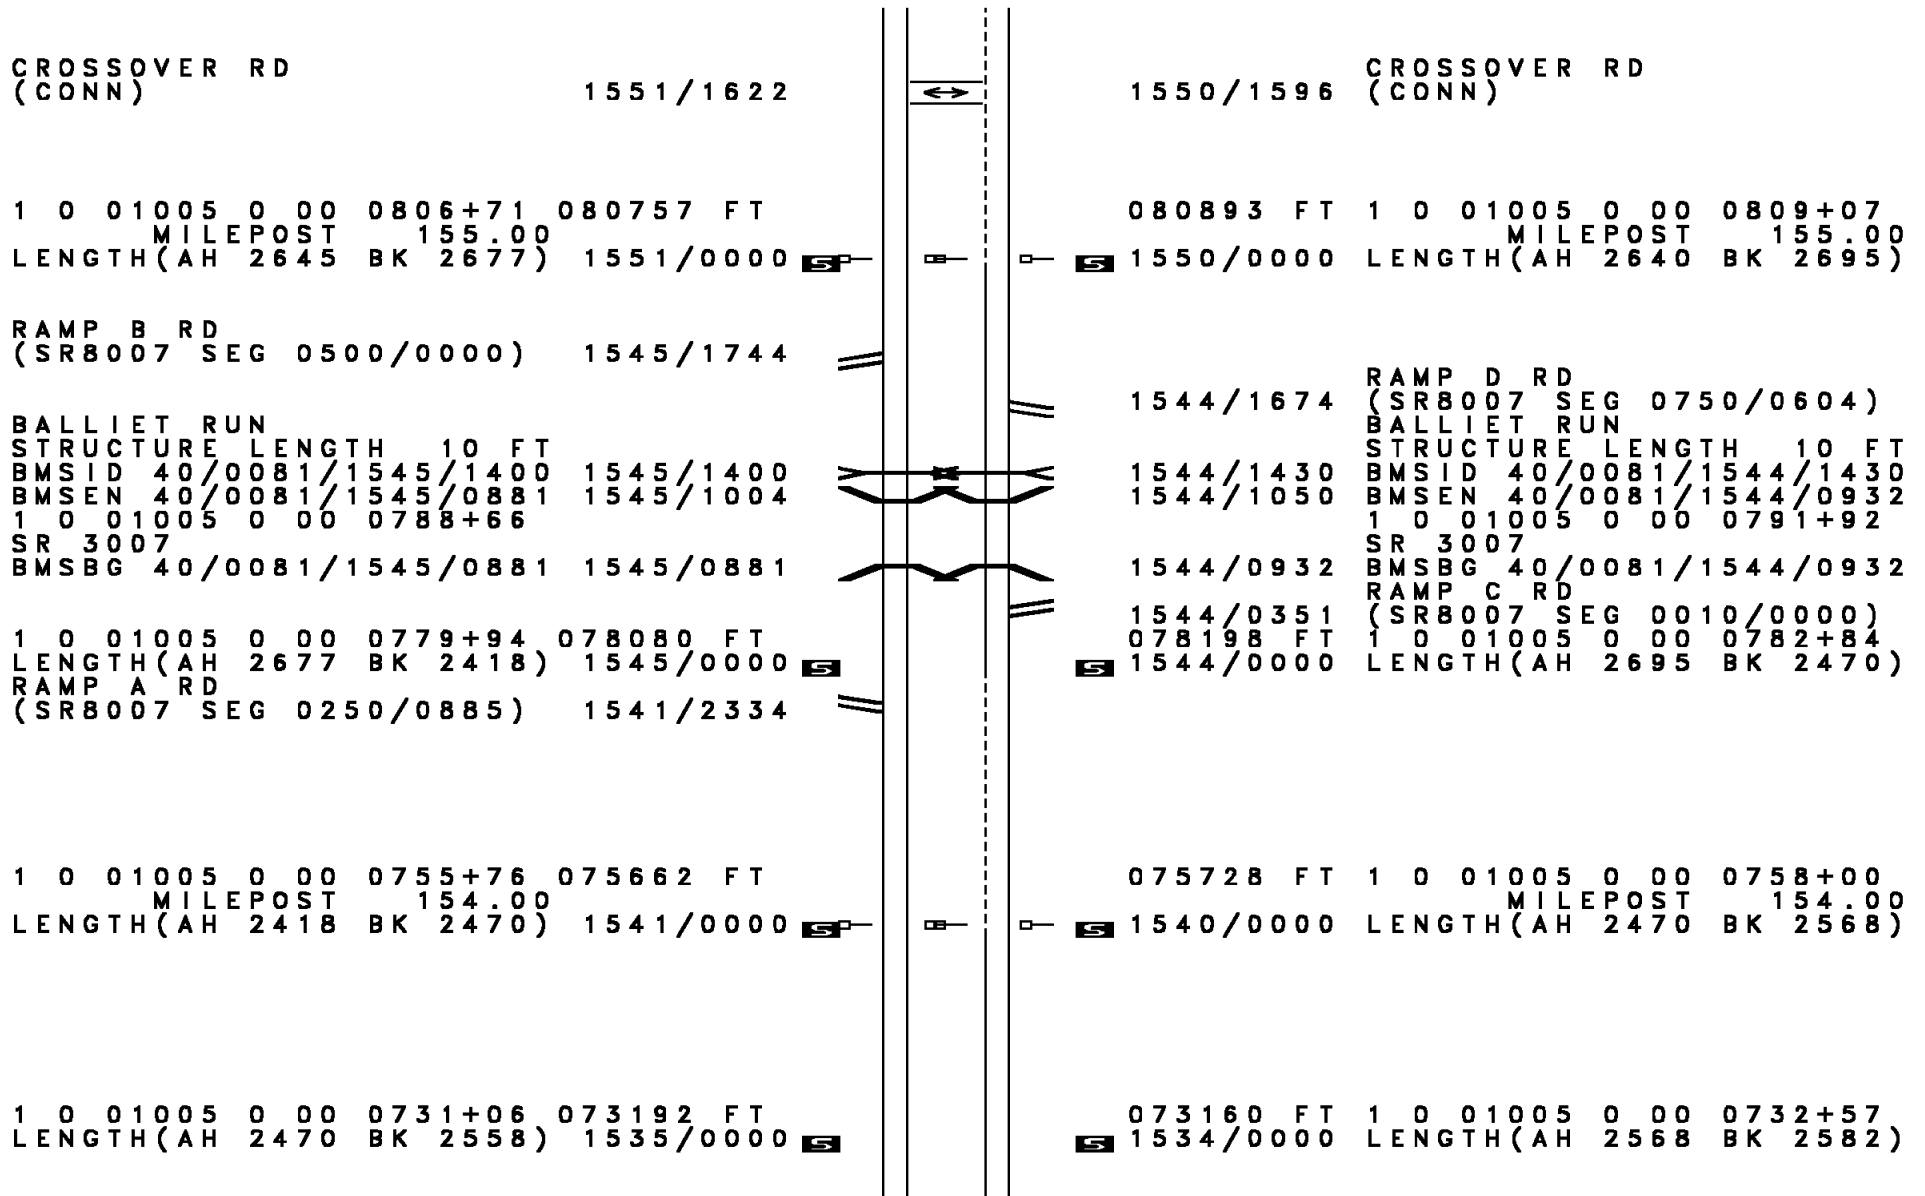 CROSSOVER RD
(CONN) 1551/1622
CROSSOVER RD
1550/1596 (CONN)
1 0 01005 0 00 0806+71 080757 FT
MILEPOST 155.00
LENGTH(AH 2645 BK 2677) 1551/0000 S
080893 FT 1 0 01005 0 00 0809+07
MILEPOST 155.00
S 1550/0000 LENGTH(AH 2640 BK 2695)
RAMP B RD
(SR8007 SEG 0500/0000) 1545/1744
RAMP D RD
1544/1674 (SR8007 SEG 0750/0604)
BALLIET RUN
STRUCTURE LENGTH 10 FT
BMSID 40/0081/1545/1400 1545/1400
BMSEN 40/0081/1545/0881 1545/1004
1 0 01005 0 00 0788+66
SR 3007
BMSBG 40/0081/1545/0881 1545/0881
BALLIET RUN
STRUCTURE LENGTH 10 FT
1544/1430 BMSID 40/0081/1544/1430
1544/1050 BMSEN 40/0081/1544/0932
1 0 01005 0 00 0791+92
SR 3007
1544/0932 BMSBG 40/0081/1544/0932
RAMP C RD
1544/0351 (SR8007 SEG 0010/0000)
1 0 01005 0 00 0779+94 078080 FT
LENGTH(AH 2677 BK 2418) 1545/0000 S
078198 FT 1 0 01005 0 00 0782+84
S 1544/0000 LENGTH(AH 2695 BK 2470)
RAMP A RD
(SR8007 SEG 0250/0885) 1541/2334
1 0 01005 0 00 0755+76 075662 FT
MILEPOST 154.00
LENGTH(AH 2418 BK 2470) 1541/0000 S
075728 FT 1 0 01005 0 00 0758+00
MILEPOST 154.00
S 1540/0000 LENGTH(AH 2470 BK 2568)
1 0 01005 0 00 0731+06 073192 FT
LENGTH(AH 2470 BK 2558) 1535/0000 S
073160 FT 1 0 01005 0 00 0732+57
S 1534/0000 LENGTH(AH 2568 BK 2582)